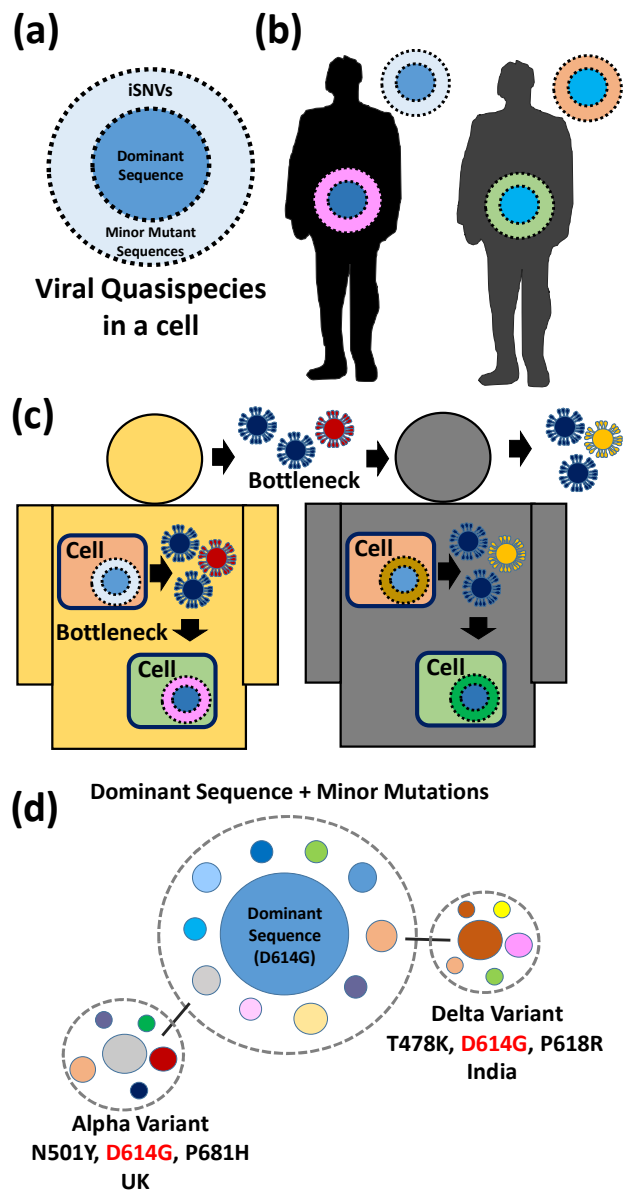 (a)
iSNVs
Dominant
Sequence
Minor Mutant
Sequences
Viral Quasispecies
in a cell
(b)
(c)
Bottleneck
Cell
Bottleneck
Cell
Cell
Cell
Dominant Sequence + Minor Mutations
(d)
Dominant
Sequence
(D614G)
Delta Variant
T478K, D614G, P618R
India
Alpha Variant
N501Y, D614G, P681H
UK